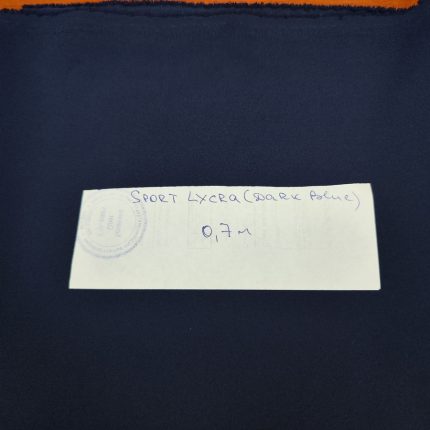 SPORT LYCRA (DARK Blue)
0,7 м